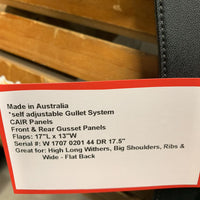 Made in Australia
*self adjustable Gullet System
CAIR Panels
Front & Rear Gusset Panels
Flaps: 17"L x 13"W
Serial #: W 1707 0201 44 DR 17.5"
Great for: High Long Withers, Big Shoulders, Ribs &
Wide - Flat Back